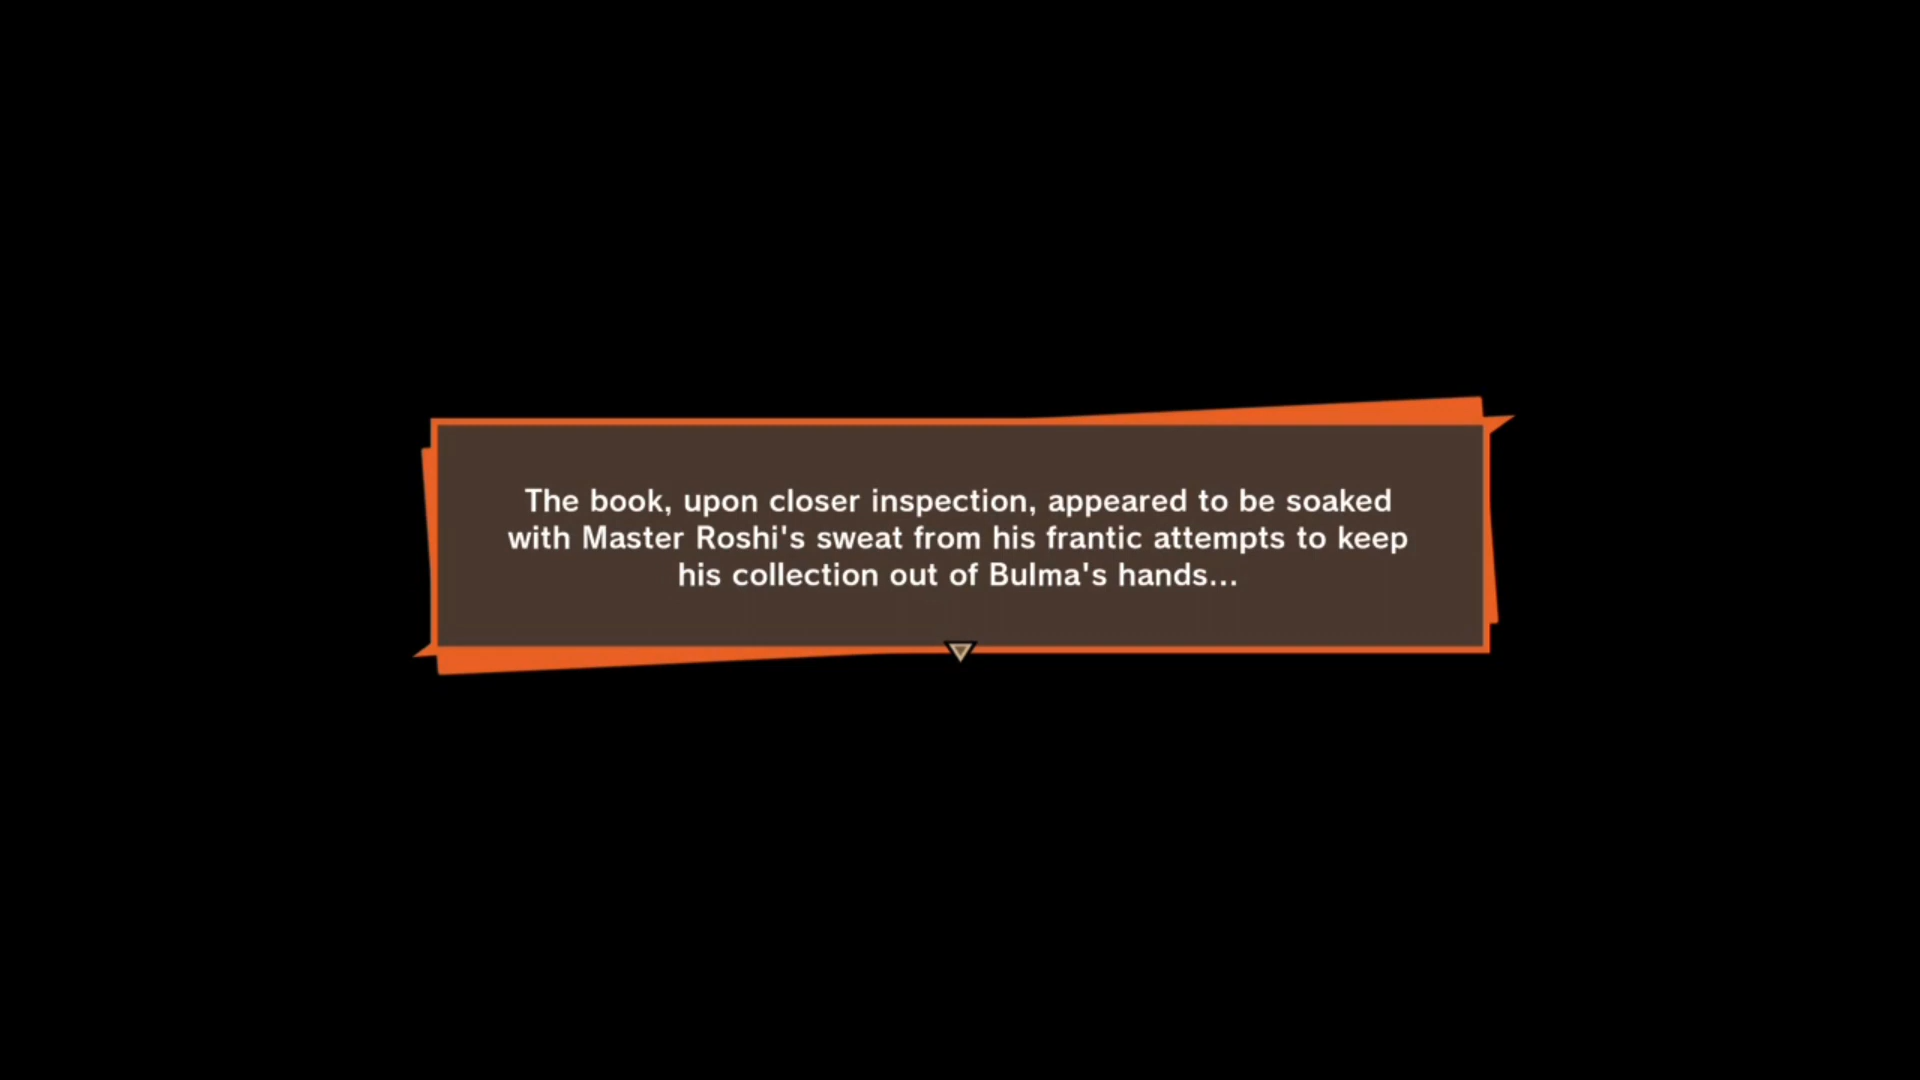 The book, upon closer inspection, appeared to be soaked
with Master Roshi's sweat from his frantic attempts to keep
his collection out of Bulma's hands...